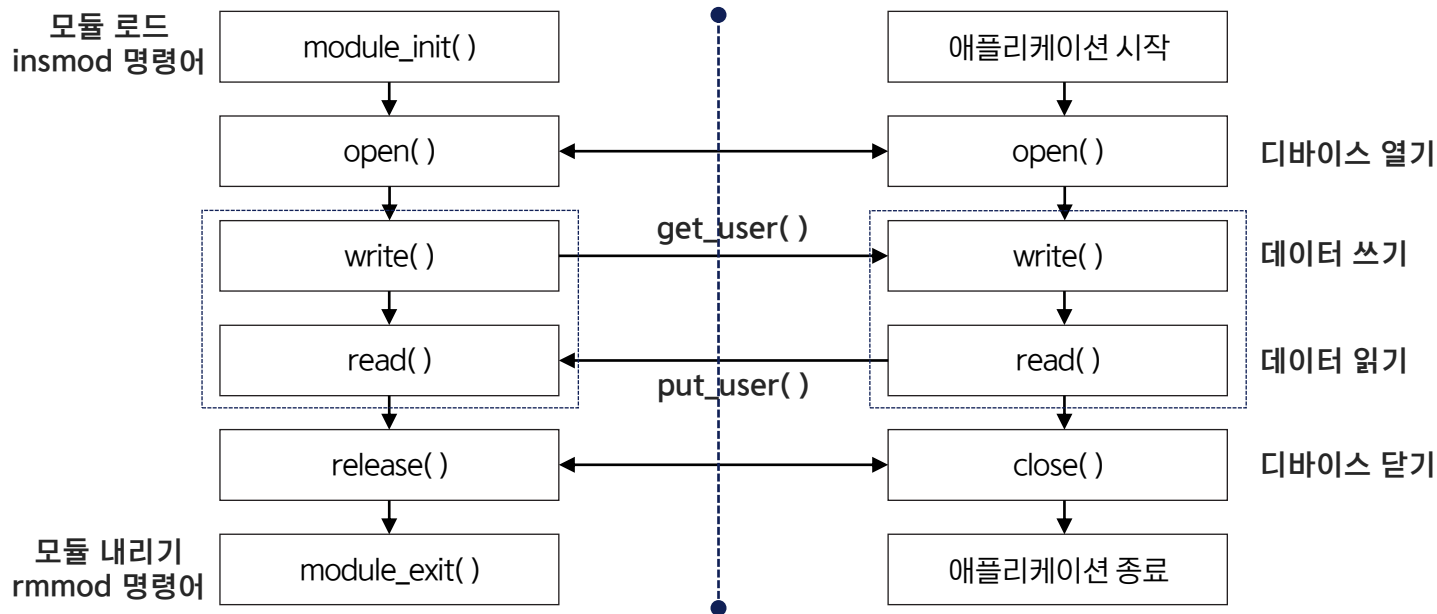 모듈 로드
insmod 명령어
module_init( )
애플리케이션 시작
open( )
open( )
디바이스 열기
write( )
get_user( )
write( )
데이터 쓰기
read( )
put_user( )
read( )
데이터 읽기
release( )
close( )
디바이스 닫기
모듈 내리기
rmmod 명령어
module_exit( )
애플리케이션 종료